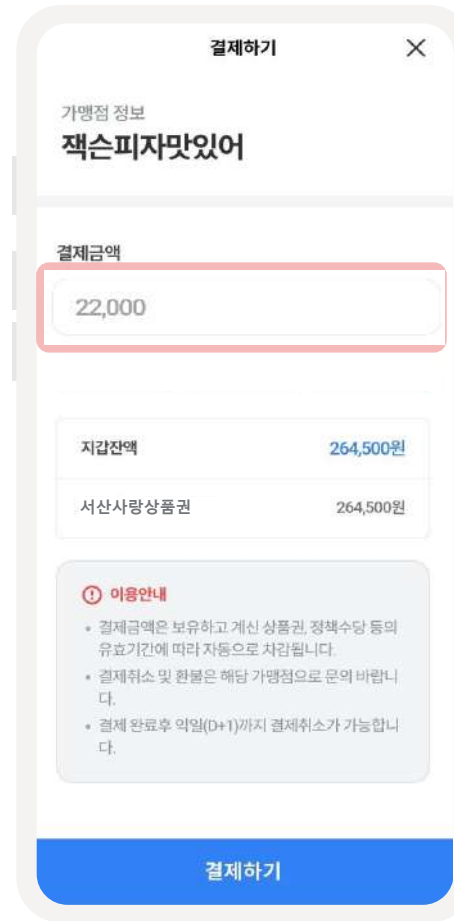 결제하기
가맹점 정보
잭슨피자맛있어
결제금액
22,000
지갑잔액 264,500원
서산사랑상품권 264,500원
이용안내
• 결제금액은 보유하고 계신 상품권, 정책수당 등의
유효기간에 따라 자동으로 차감됩니다.
• 결제취소 및 환불은 해당 가맹점으로 문의 바랍니
다.
• 결제 완료후 익일(D+1)까지 결제취소가 가능합니
다.
결제하기